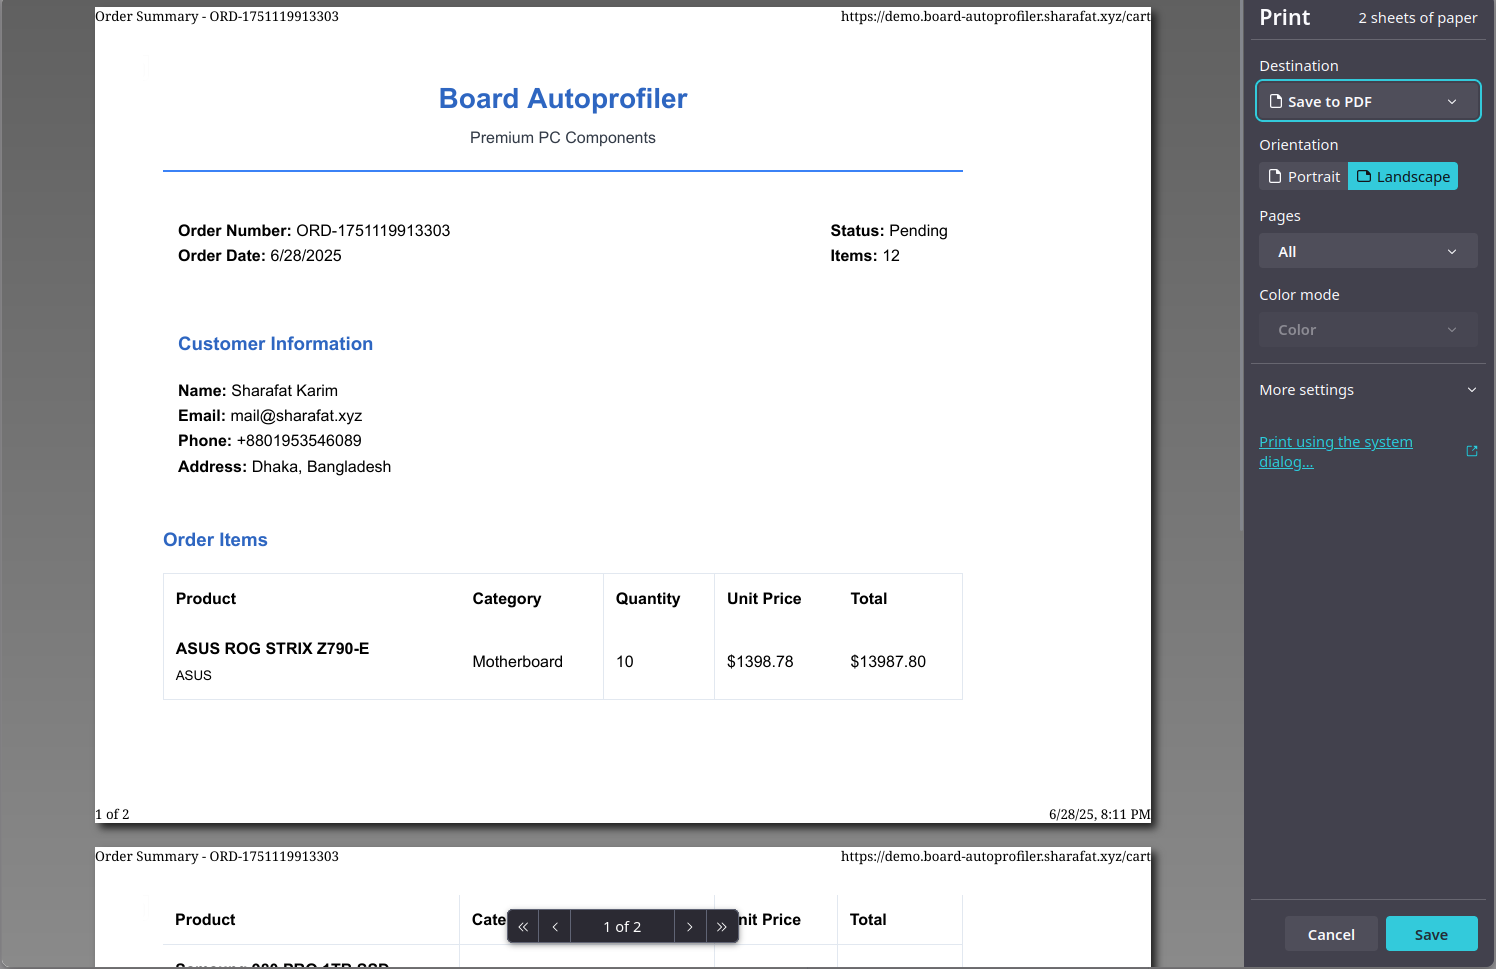 Order Summary - ORD-1751119913303 https://demo.board-autoprofiler.sharafat.xyz/cart
Board Autoprofiler
Premium PC Components
Order Number: ORD-1751119913303 Status: Pending
Order Date: 6/28/2025 Items: 12
Customer Information
Name: Sharafat Karim
Email: mail@sharafat.xyz
Phone: +8801953546089
Address: Dhaka, Bangladesh
Order Items
Product Category Quantity Unit Price Total
ASUS ROG STRIX Z790-E
ASUS
Motherboard 10 $1398.78 $13987.80
1 of 2 6/28/25, 8:11 PM
Order Summary - ORD-1751119913303 https://demo.board-autoprofiler.sharafat.xyz/cart
Product Cate nit Price Total
1 of 2
Print 2 sheets of paper
Destination
Save to PDF
Orientation
Portrait Landscape
Pages
All
Color mode
Color
More settings
Print using the system
dialog...
Cancel Save